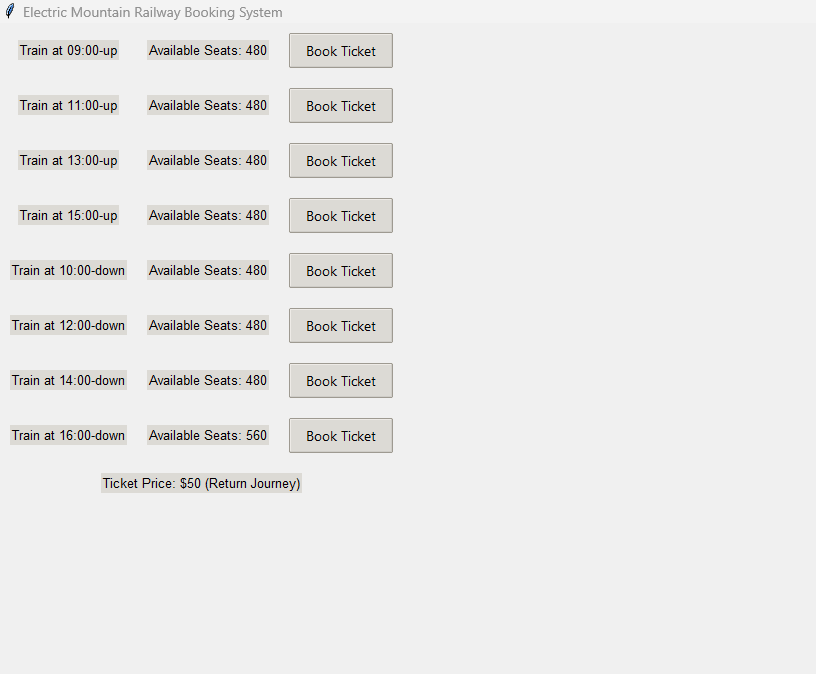 Electric Mountain Railway Booking System
Train at 09:00-up Available Seats: 480 Book Ticket
Train at 11:00-up Available Seats: 480 Book Ticket
Train at 13:00-up Available Seats: 480 Book Ticket
Train at 15:00-up Available Seats: 480 Book Ticket
Train at 10:00-down Available Seats: 480 Book Ticket
Train at 12:00-down Available Seats: 480 Book Ticket
Train at 14:00-down Available Seats: 480 Book Ticket
Train at 16:00-down Available Seats: 560 Book Ticket
Ticket Price: $50 (Return Journey)